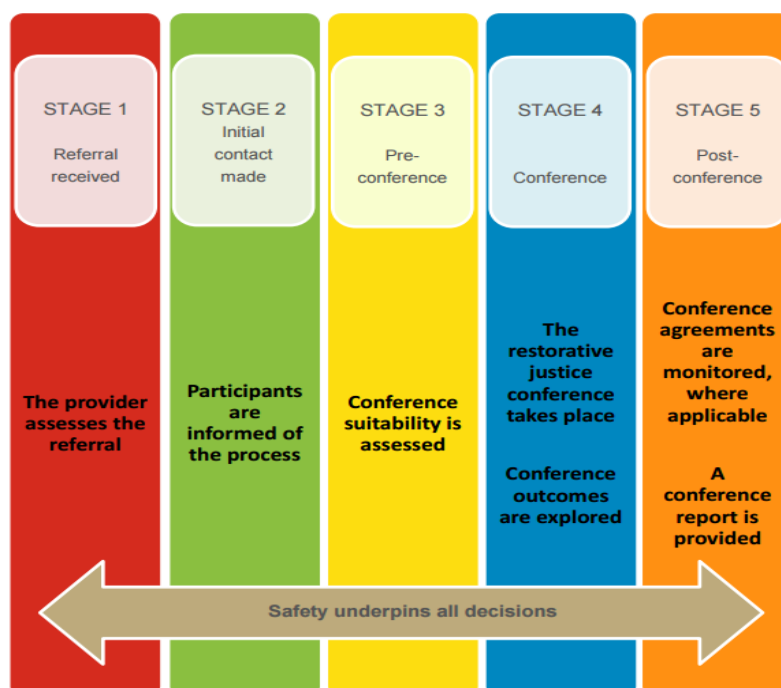 STAGE 1
Referral
received
STAGE 2
Initial
contact
made
STAGE 3
Pre-
conference
STAGE 4
Conference
STAGE 5
Post-
conference
The provider
assesses the
referral
Participants
are
informed of
the process
Conference
suitability is
assessed
The
restorative
justice
conference
takes place
Conference
outcomes
are explored
Conference
agreements
are
monitored,
where
applicable
A
conference
report is
provided
Safety underpins all decisions